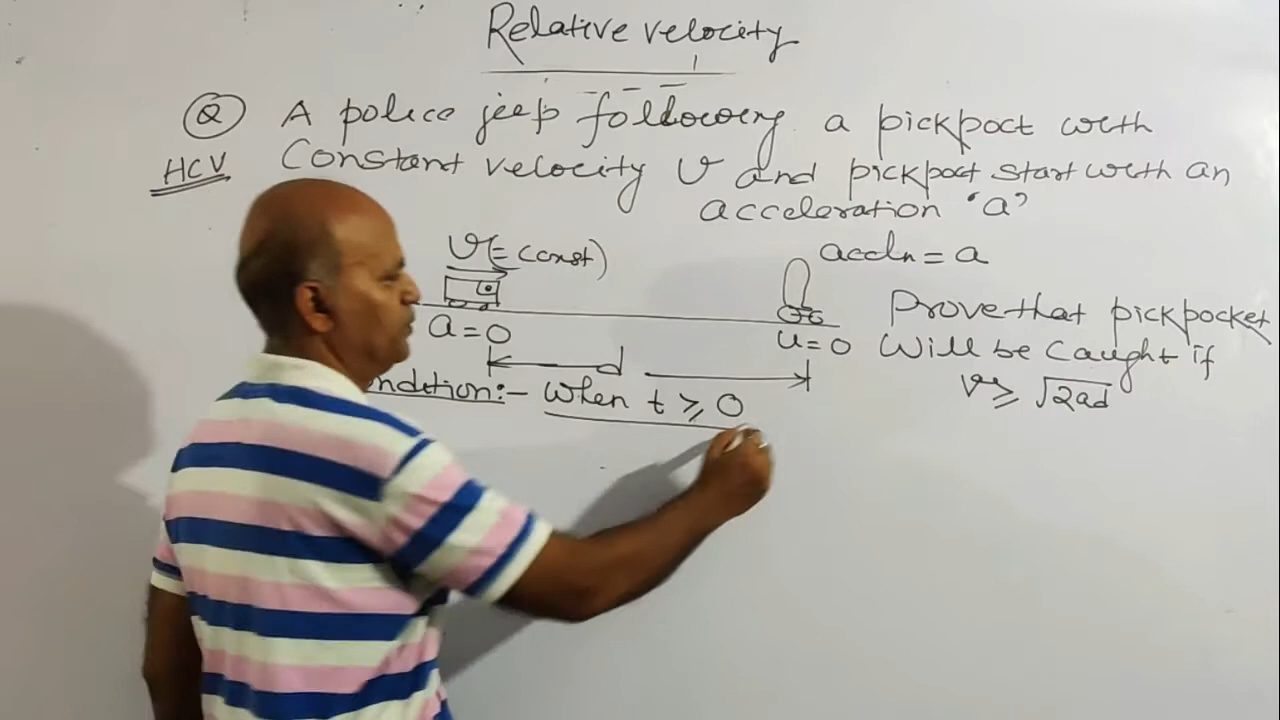 Relative velocity
Q A police jeep following a pickpoct with
HCV Constant velocity v and pickpoct start with an
acceleration 'a'
v(= const) accln = a
a = 0 u = 0
Prove that pickpocket
Will be caught if
v ≥ √2ad
d
ndition:- When t ≥ 0